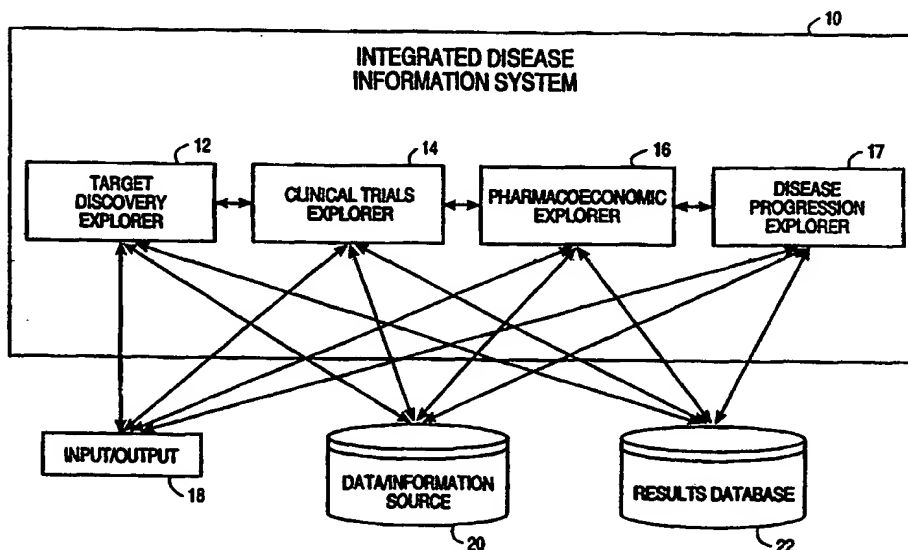 10
INTEGRATED DISEASE
INFORMATION SYSTEM
12
TARGET
DISCOVERY
EXPLORER
14
CLINICAL TRIALS
EXPLORER
16
PHARMACOECONOMIC
EXPLORER
17
DISEASE
PROGRESSION
EXPLORER
INPUT/OUTPUT
18
DATA/INFORMATION
SOURCE
20
RESULTS DATABASE
22